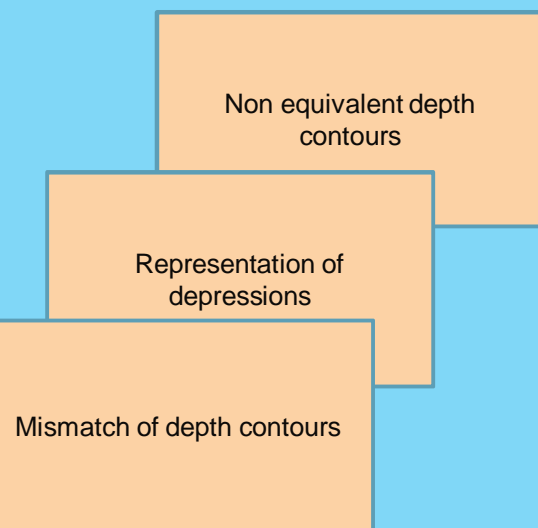 Non equivalent depth
contours
Representation of
depressions
Mismatch of depth contours